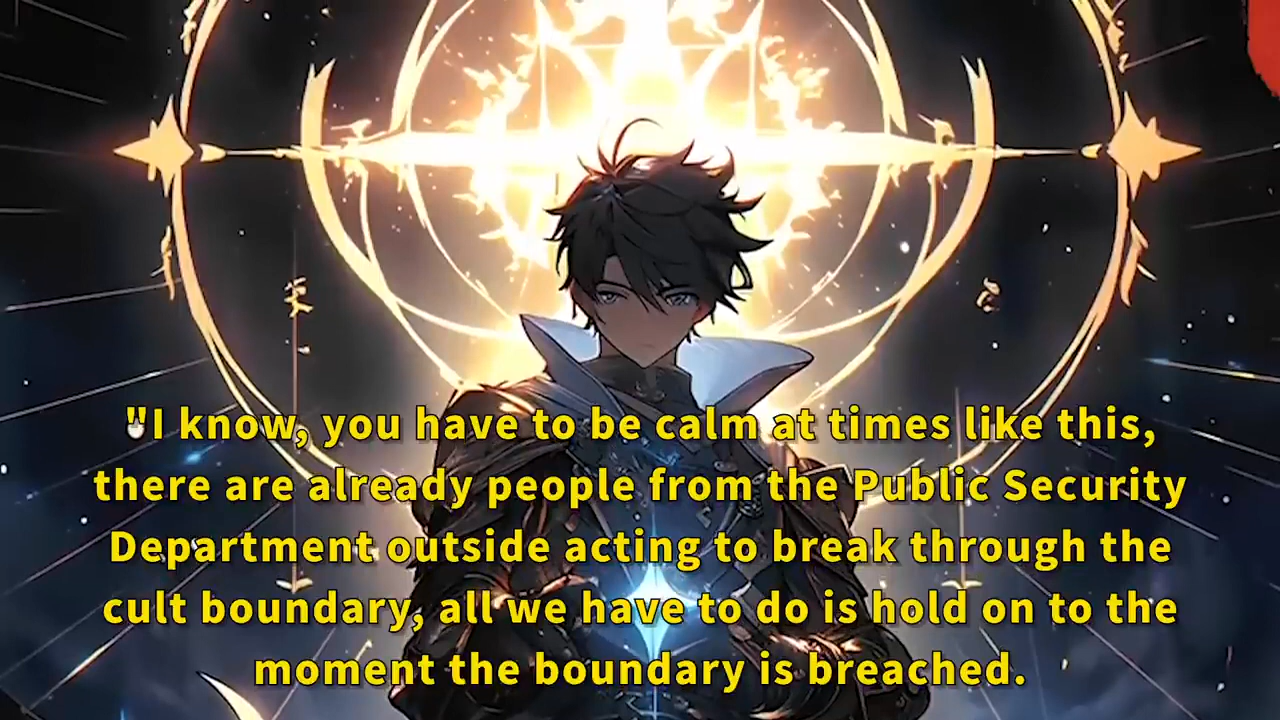 "I know, you have to be calm at times like this,
there are already people from the Public Security
Department outside acting to break through the
cult boundary, all we have to do is hold on to the
moment the boundary is breached.